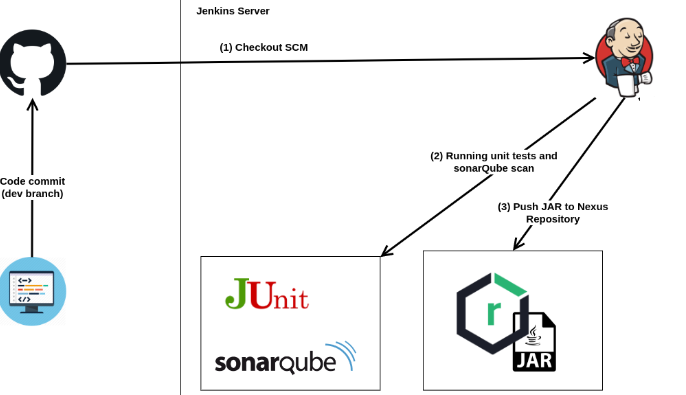 Jenkins Server
(1) Checkout SCM
(2) Running unit tests and
sonarQube scan
(3) Push JAR to Nexus
Repository
Code commit
(dev branch)
<-->
</>
JUnit
sonarqube
r
JAR